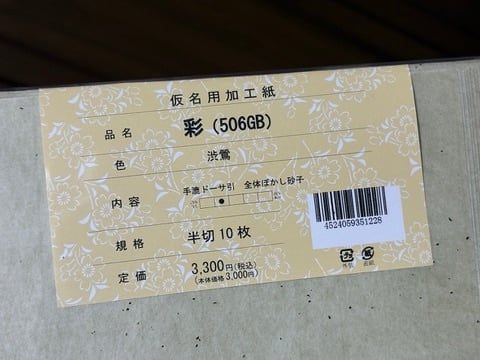 仮名用加工紙
品名 彩(506GB)
色 渋鶯
内容 手漉ドーサ引 全体ぼかし砂子
規格 半切10枚
定価 3,300円(税込)
(本体価格3,000円)
4524059351228